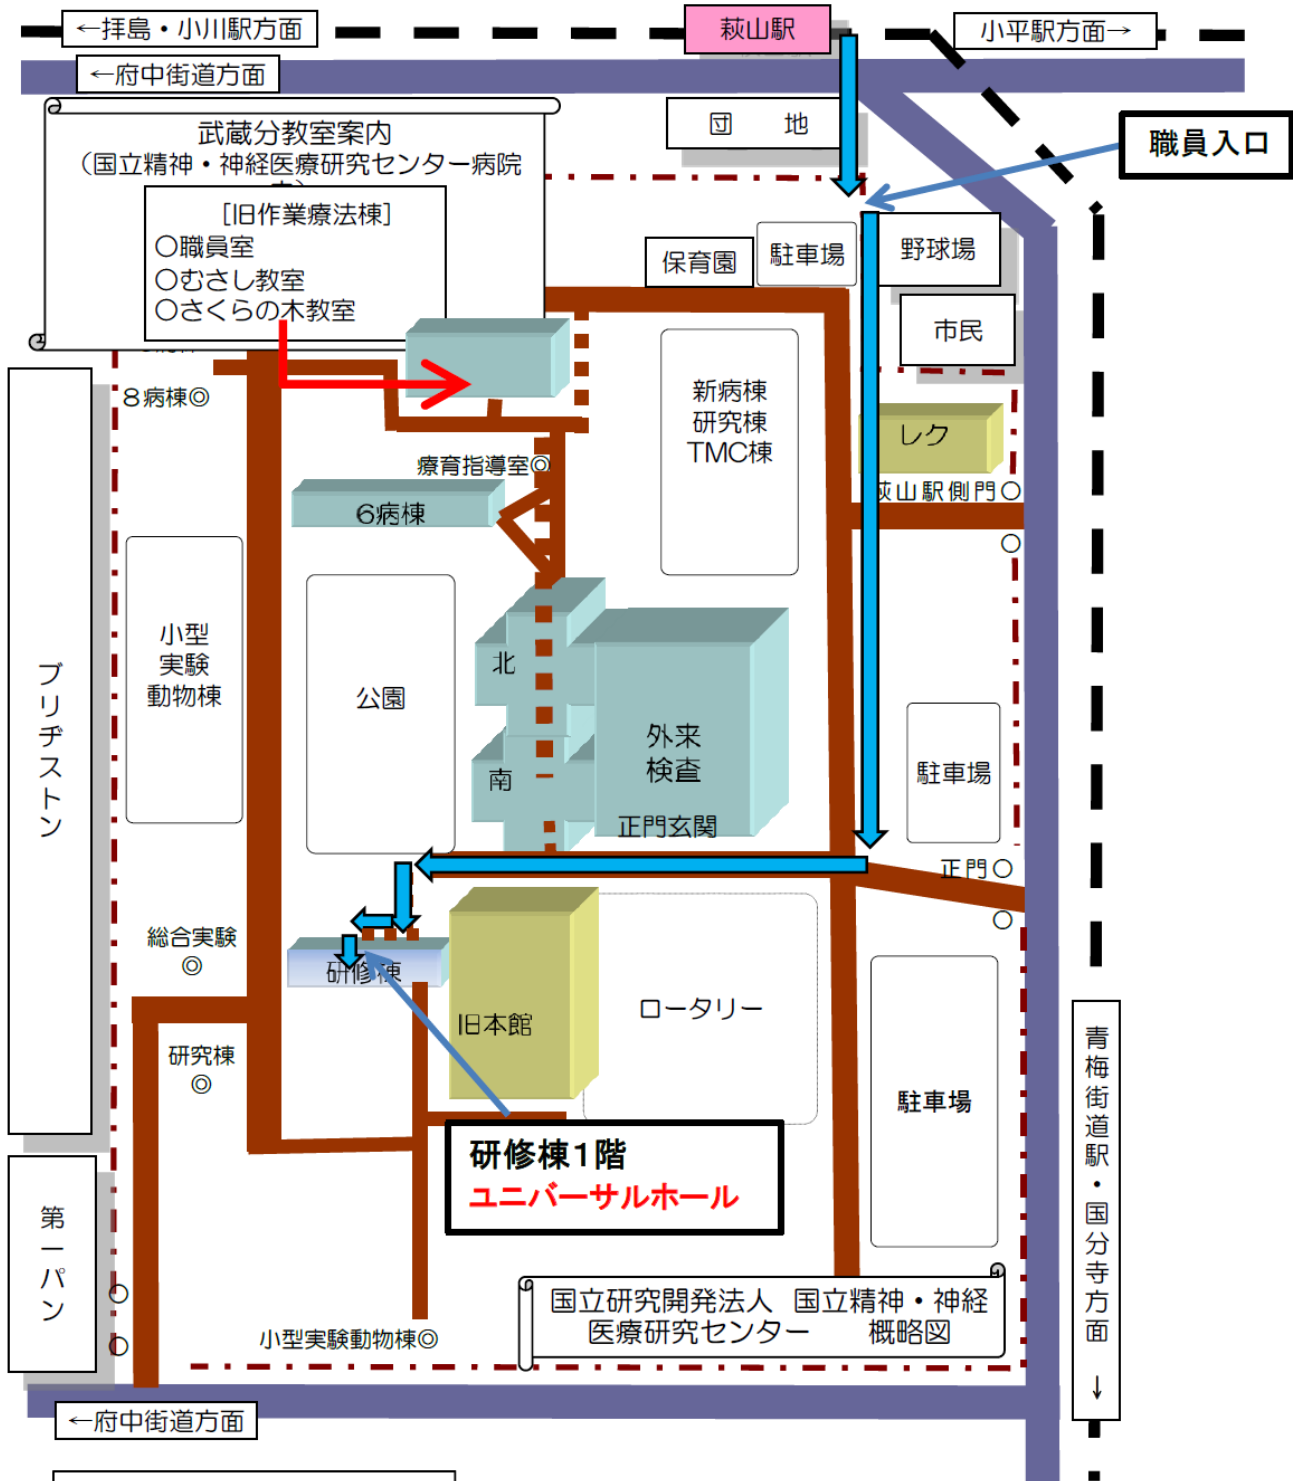 ←拝島・小川駅方面
萩山駅
小平駅方面→
←府中街道方面
武蔵分教室案内
（国立精神・神経医療研究センター病院
[旧作業療法棟]
○職員室
○むさし教室
○さくらの木教室
団　地
職員入口
保育園
駐車場
野球場
市民
８病棟◎
新病棟
研究棟
TMC棟
レク
療育指導室◎
萩山駅側門○
○
６病棟
小型
実験
動物棟
公園
北
南
外来
検査
正門玄関
駐車場
正門○
○
ブリヂストン
総合実験
◎
研修棟
旧本館
ロータリー
研究棟
◎
駐車場
青梅街道駅・国分寺方面　↓
研修棟1階
ユニバーサルホール
第一パン
○
○
小型実験動物棟◎
国立研究開発法人　国立精神・神経
医療研究センター　概略図
←府中街道方面